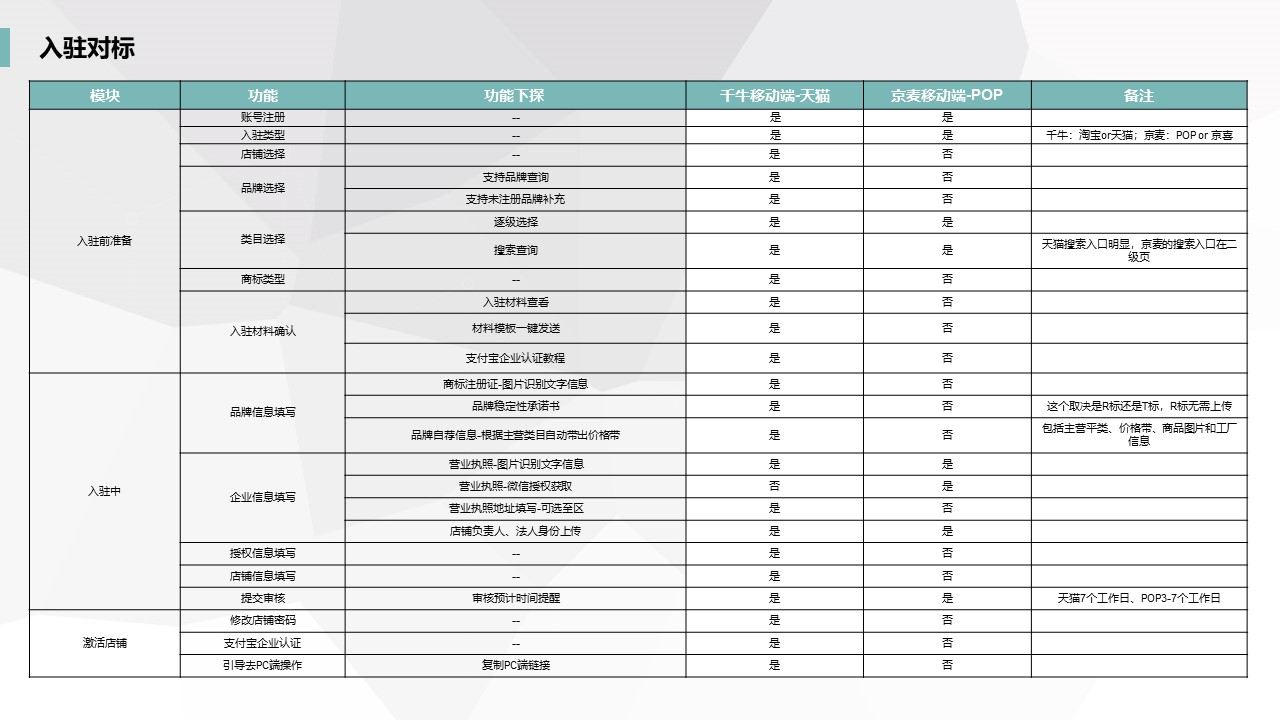 入驻对标
模块 功能 功能下探 千牛移动端-天猫 京麦移动端-POP 备注
入驻前准备 账号注册 -- 是 是
入驻类型 -- 是 是 千牛：淘宝or天猫；京麦：POP or 京喜
店铺选择 -- 是 否
品牌选择 支持品牌查询 是 否
支持未注册品牌补充 是 否
类目选择 逐级选择 是 是
搜索查询 是 是 天猫搜索入口明显，京麦的搜索入口在二
级页
商标类型 -- 是 否
入驻材料确认 入驻材料查看 是 否
材料模板一键发送 是 否
支付宝企业认证教程 是 否
入驻中 品牌信息填写 商标注册证-图片识别文字信息 是 否
品牌稳定性承诺书 是 否 这个取决是R标还是T标，R标无需上传
品牌自荐信息-根据主营类目自动带出价格带 是 否 包括主营平类、价格带、商品图片和工厂
信息
企业信息填写 营业执照-图片识别文字信息 是 是
营业执照-微信授权获取 否 是
营业执照地址填写-可选至区 是 否
店铺负责人、法人身份上传 是 是
授权信息填写 -- 是 否
店铺信息填写 -- 是 否
提交审核 审核预计时间提醒 是 是 天猫7个工作日、POP3-7个工作日
激活店铺 修改店铺密码 -- 是 否
支付宝企业认证 -- 是 否
引导去PC端操作 复制PC端链接 是 否